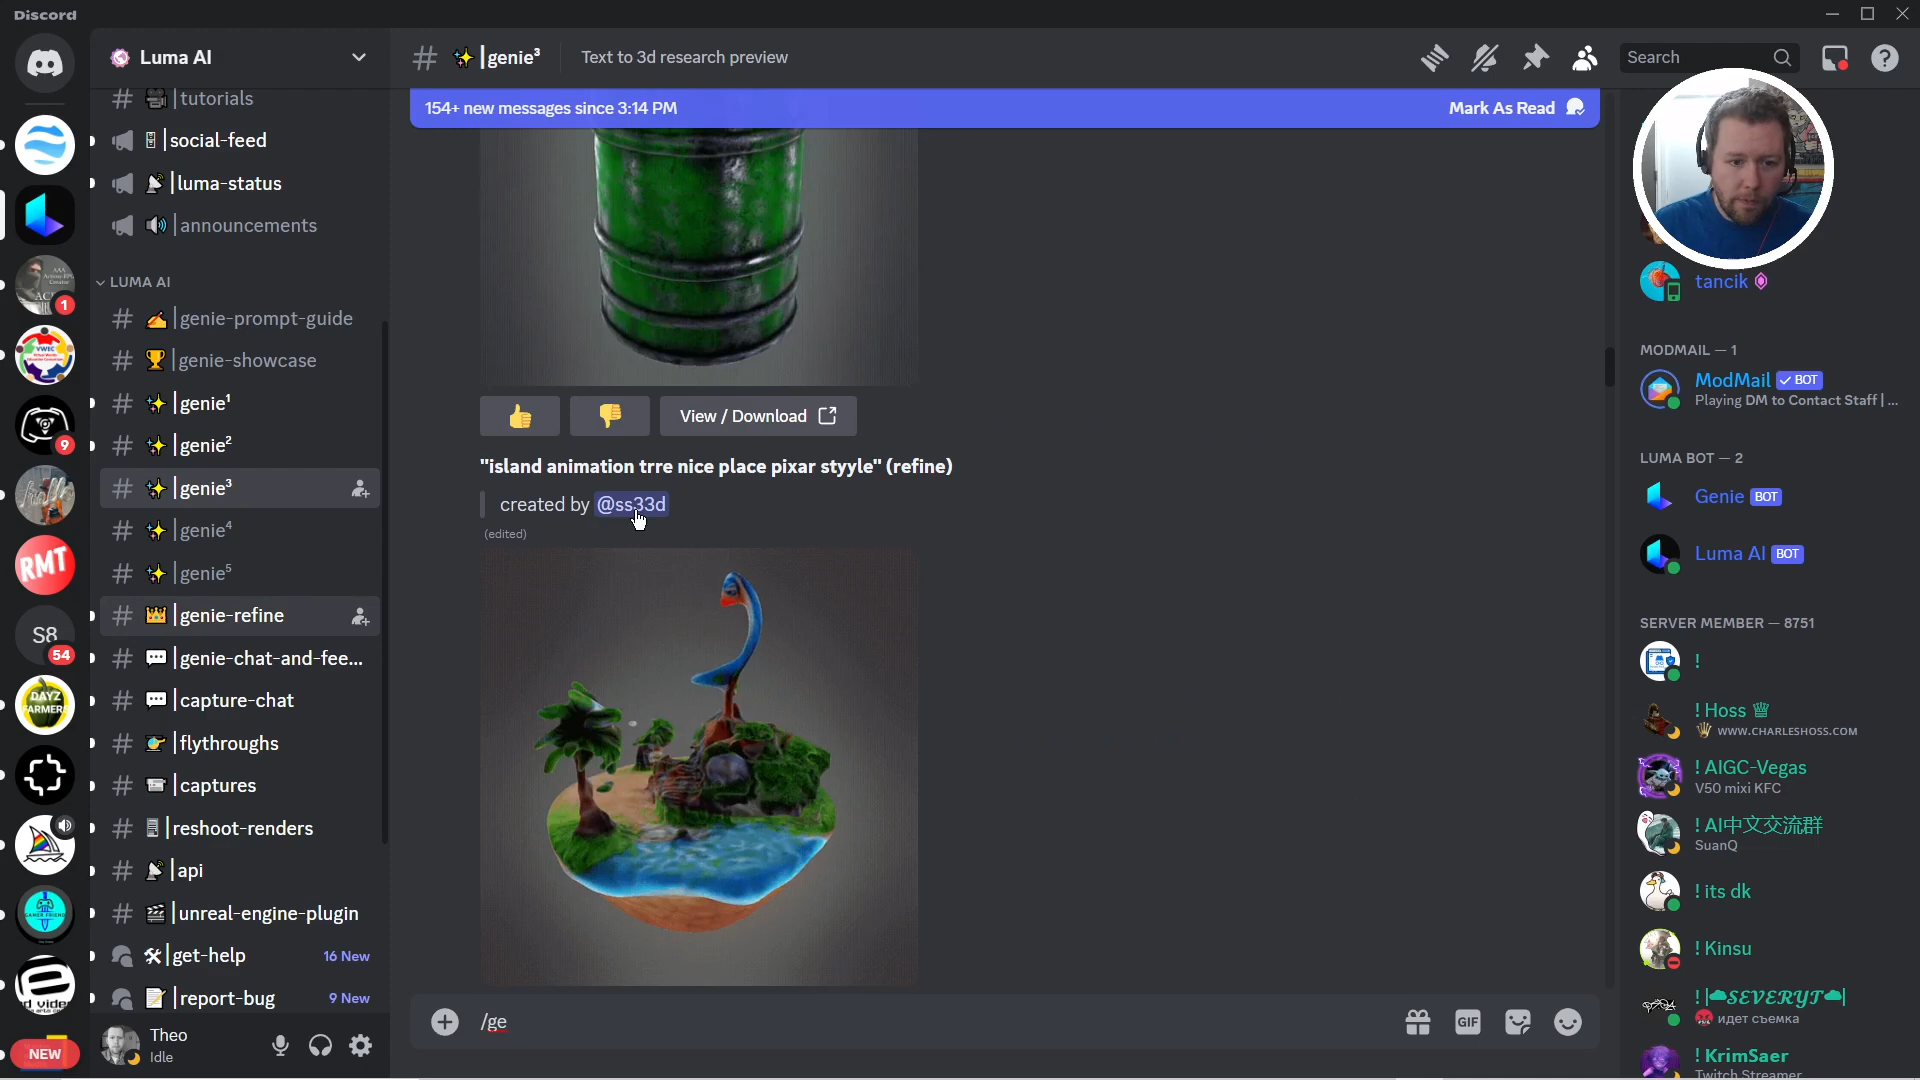 Discord
Luma AI
genie³
Text to 3d research preview
Search
154+ new messages since 3:14 PM
Mark As Read
tutorials
social-feed
luma-status
announcements
LUMA AI
genie-prompt-guide
genie-showcase
genie¹
genie²
genie³
genie⁴
genie⁵
genie-refine
genie-chat-and-fee...
capture-chat
flythroughs
captures
reshoot-renders
api
unreal-engine-plugin
get-help
16 New
report-bug
9 New
Theo
Idle
1
9
RMT
S8
54
DAYZ
FARMER
GAMER FRIEND
NEW
View / Download
"island animation trre nice place pixar styyle" (refine)
created by @ss33d
(edited)
/ge
GIF
tancik
MODMAIL — 1
ModMail BOT
Playing DM to Contact Staff | ...
LUMA BOT — 2
Genie BOT
Luma AI BOT
SERVER MEMBER — 8751
!
! Hoss
WWW.CHARLESHOSS.COM
! AIGC-Vegas
V50 mixi KFC
! AI中文交流群
SuanQ
! its dk
! Kinsu
! |SEVERYT|
идет съемка
! KrimSaer
Twitch Streamer